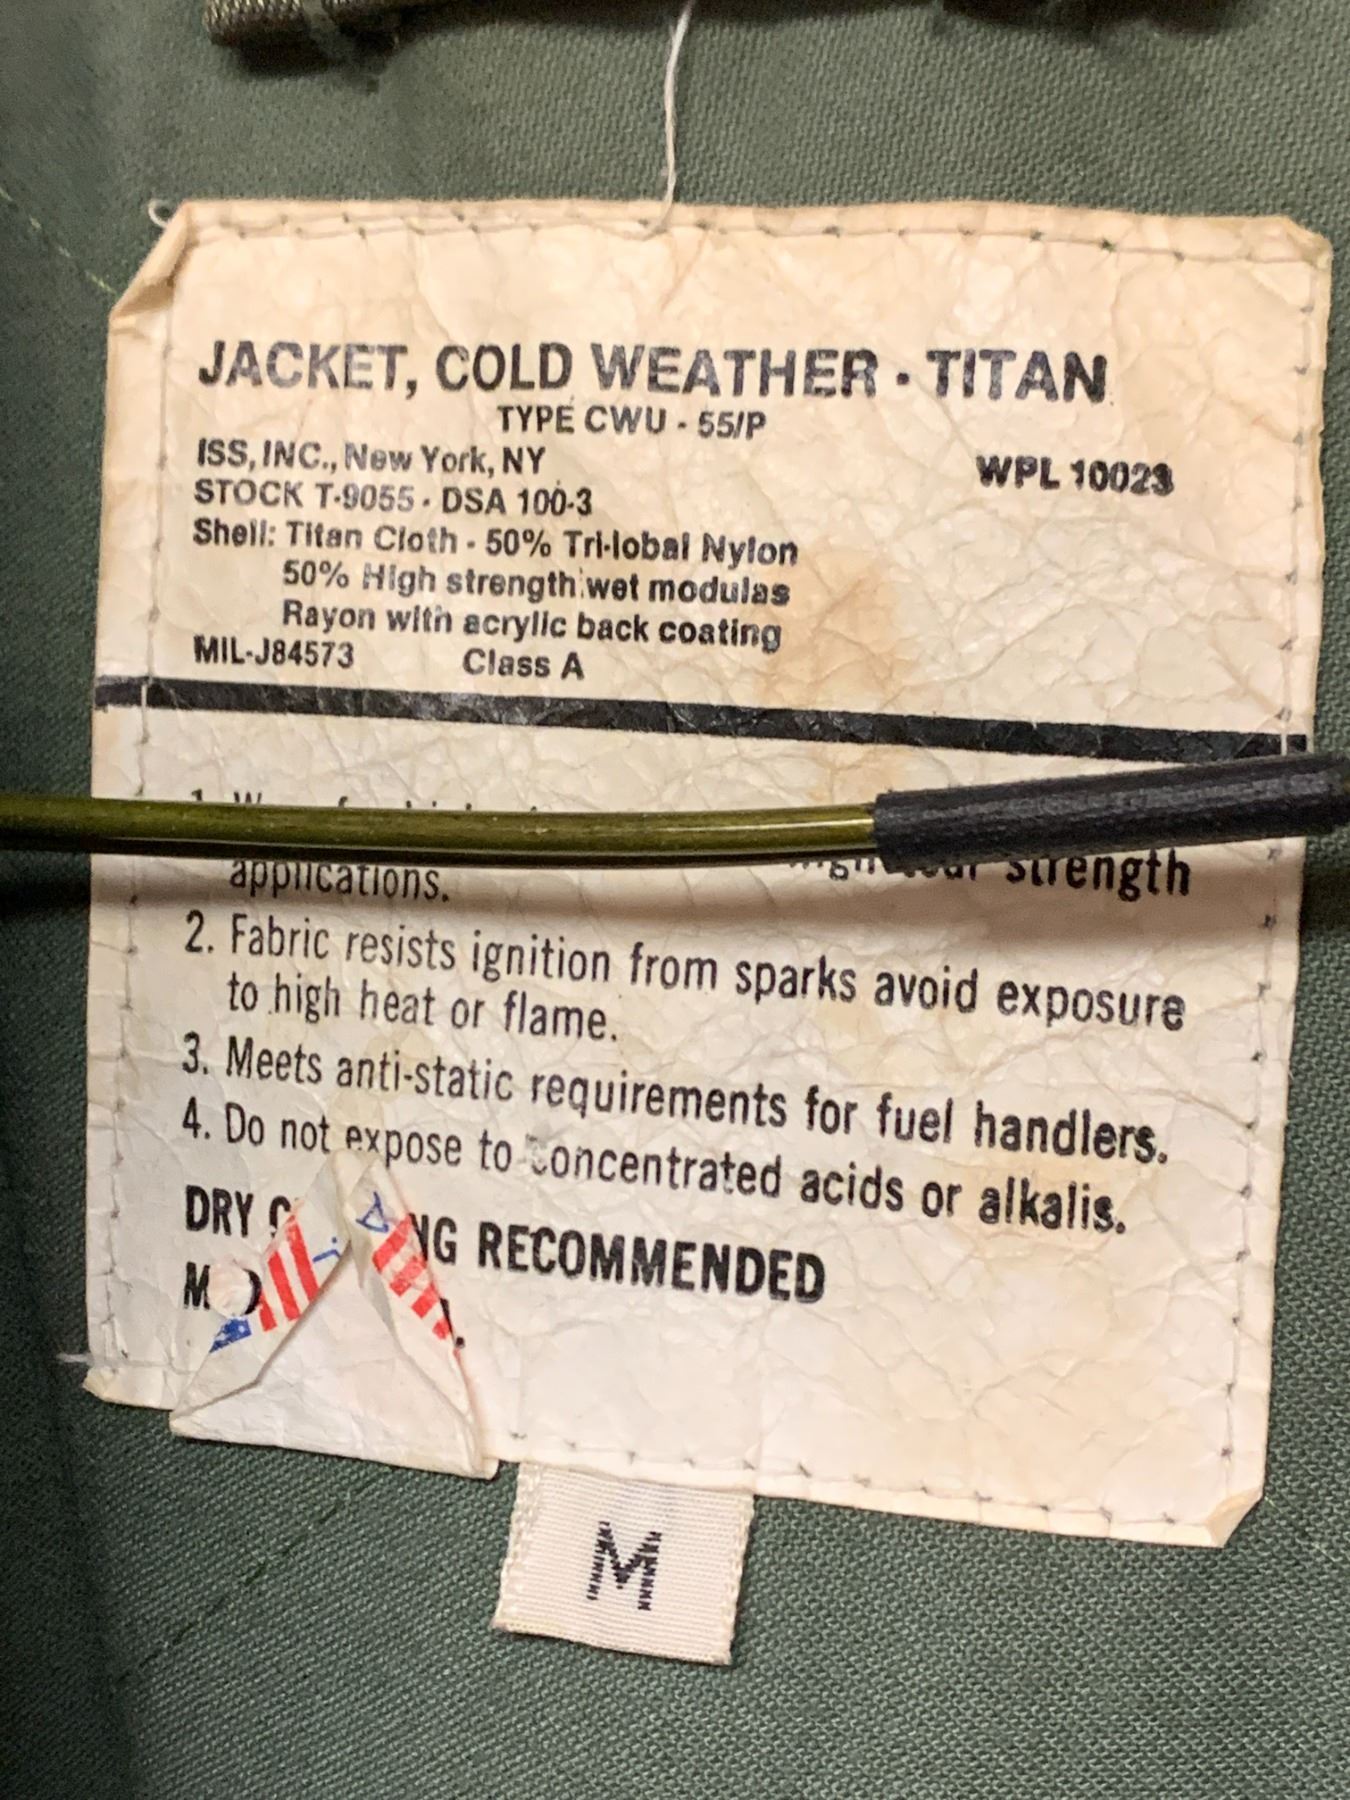 JACKET, COLD WEATHER - TITAN
TYPE CWU - 55/P
ISS, INC., New York, NY
WPL 10023
STOCK T-9055 - DSA 100-3
Shell: Titan Cloth - 50% Tri-lobal Nylon
50% High strength wet modulas
Rayon with acrylic back coating
MIL-J84573 Class A
1. strength
applications.
2. Fabric resists ignition from sparks avoid exposure
to high heat or flame.
3. Meets anti-static requirements for fuel handlers.
4. Do not expose to concentrated acids or alkalis.
DRY RECOMMENDED
M